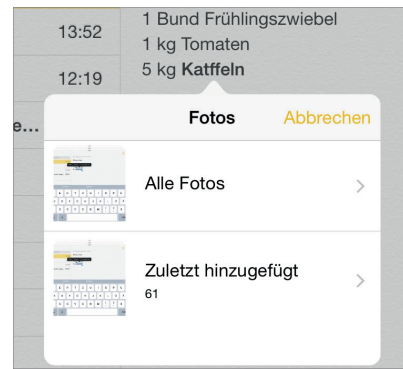 13:52
1 Bund Frühlingszwiebel
1 kg Tomaten
12:19
5 kg Katffeln
e...
Fotos
Abbrechen
Alle Fotos
Zuletzt hinzugefügt
61